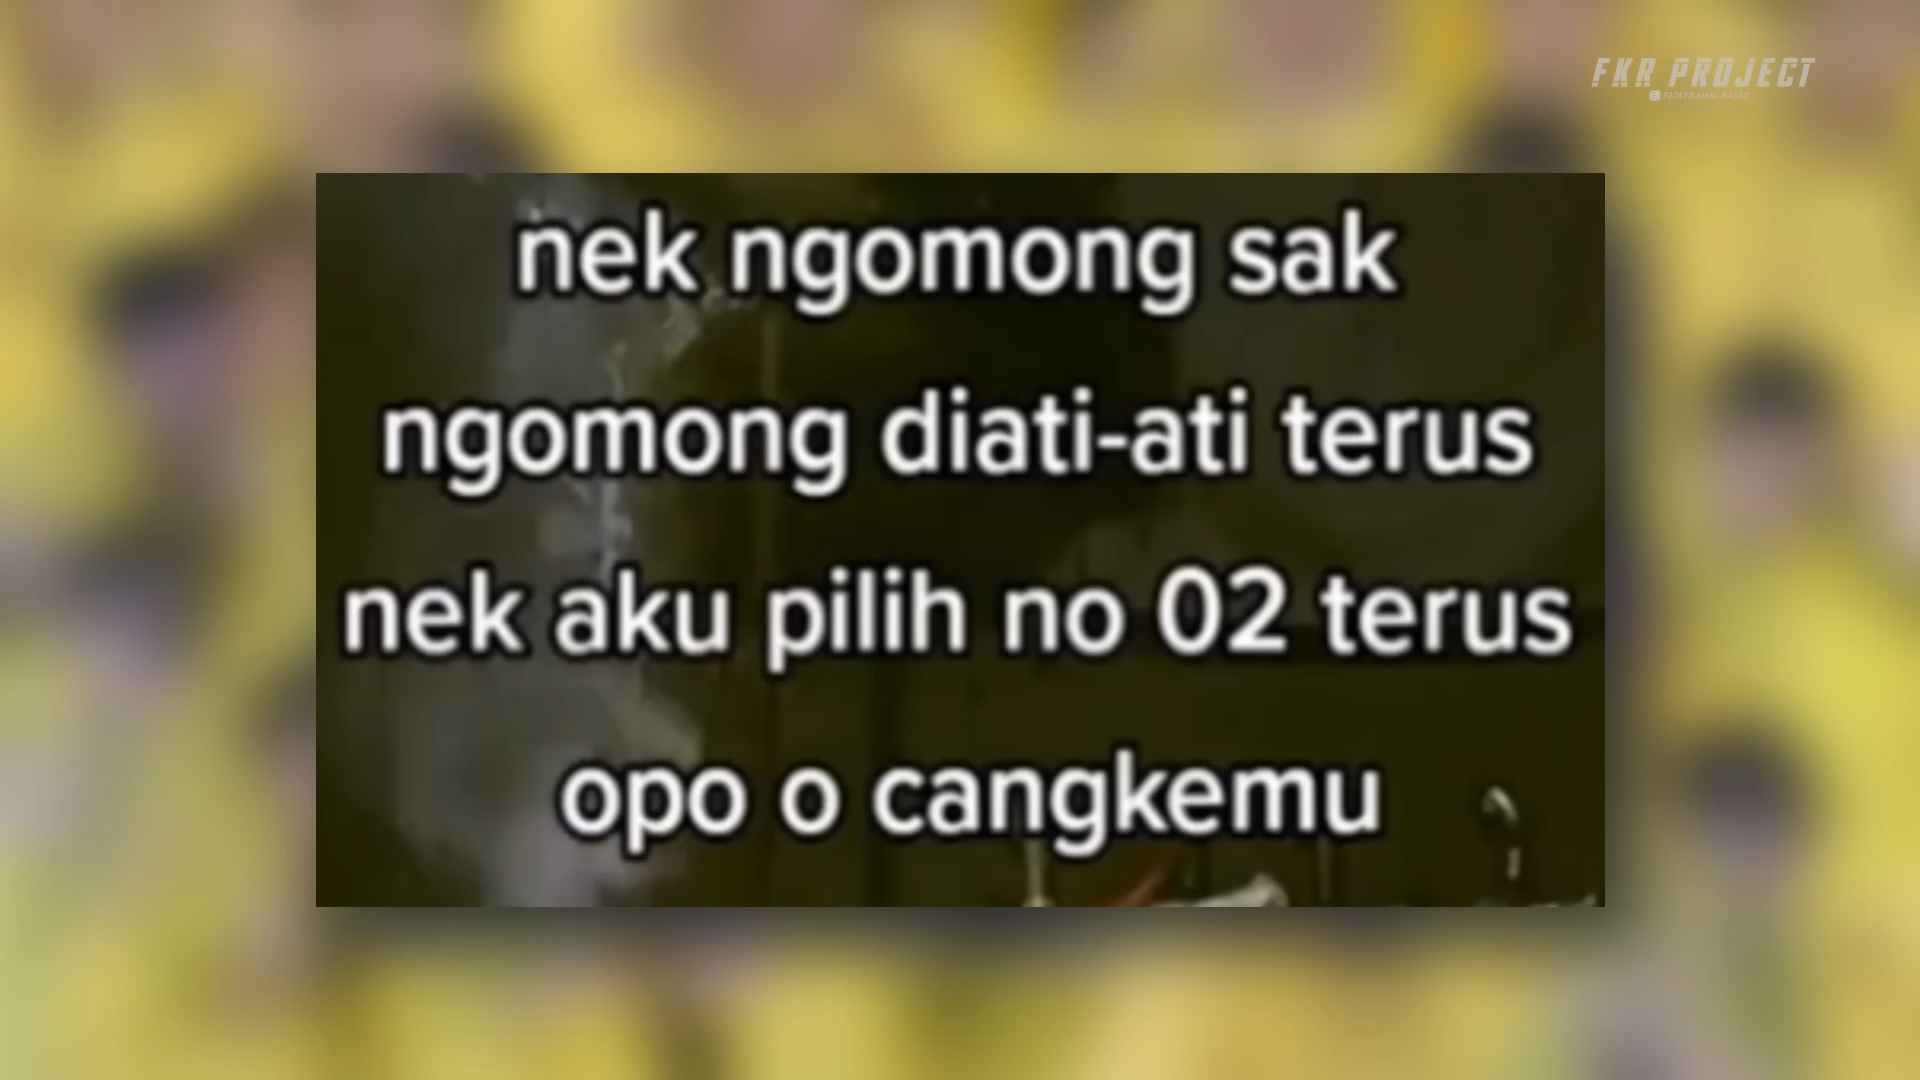 FKR PROJECT
nek ngomong sak
ngomong diati-ati terus
nek aku pilih no 02 terus
opo o cangkemu